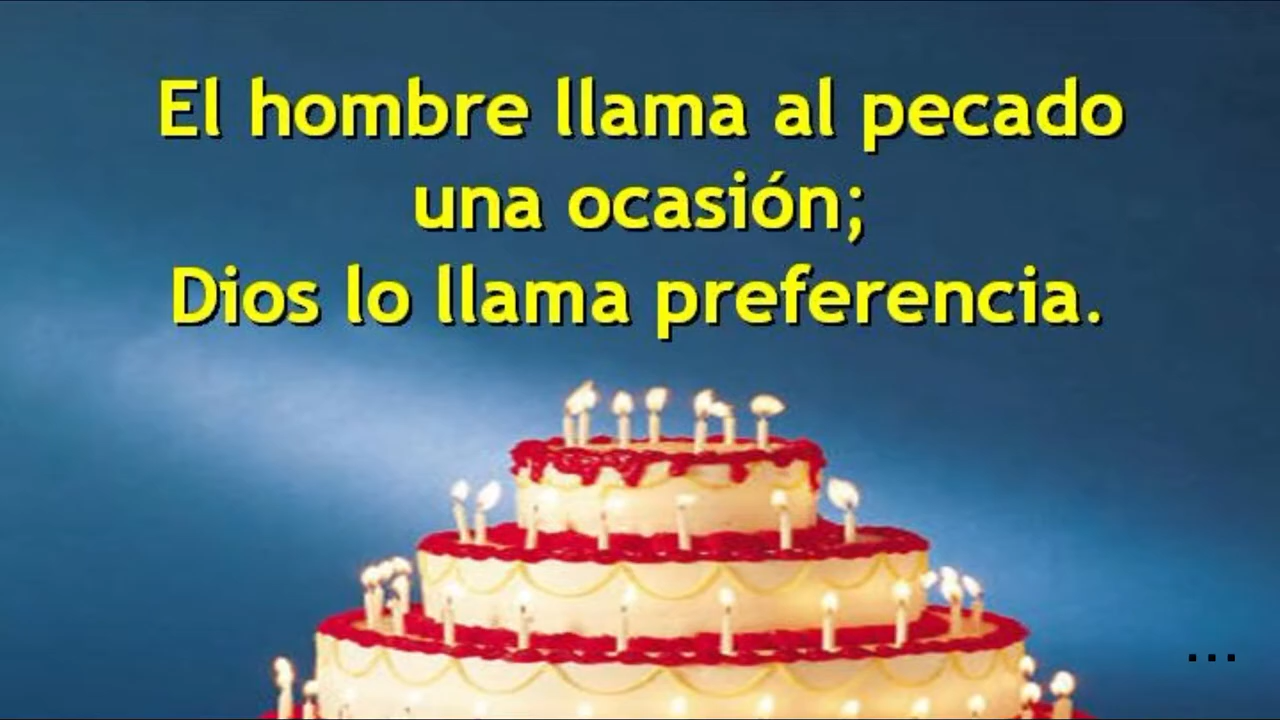 El hombre llama al pecado
una ocasión;
Dios lo llama preferencia.
...